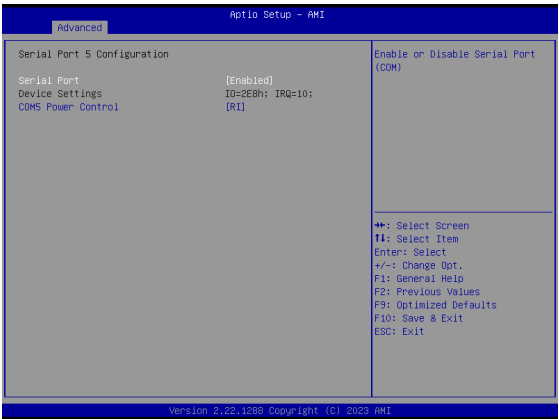 Aptio Setup - AMI
Advanced
Serial Port 5 Configuration
Serial Port [Enabled]
Device Settings IO=2E8h; IRQ=10;
COM5 Power Control [RI]
Enable or Disable Serial Port
(COM)
→←: Select Screen
↑↓: Select Item
Enter: Select
+/-: Change Opt.
F1: General Help
F2: Previous Values
F9: Optimized Defaults
F10: Save & Exit
ESC: Exit
Version 2.22.1288 Copyright (C) 2023 AMI